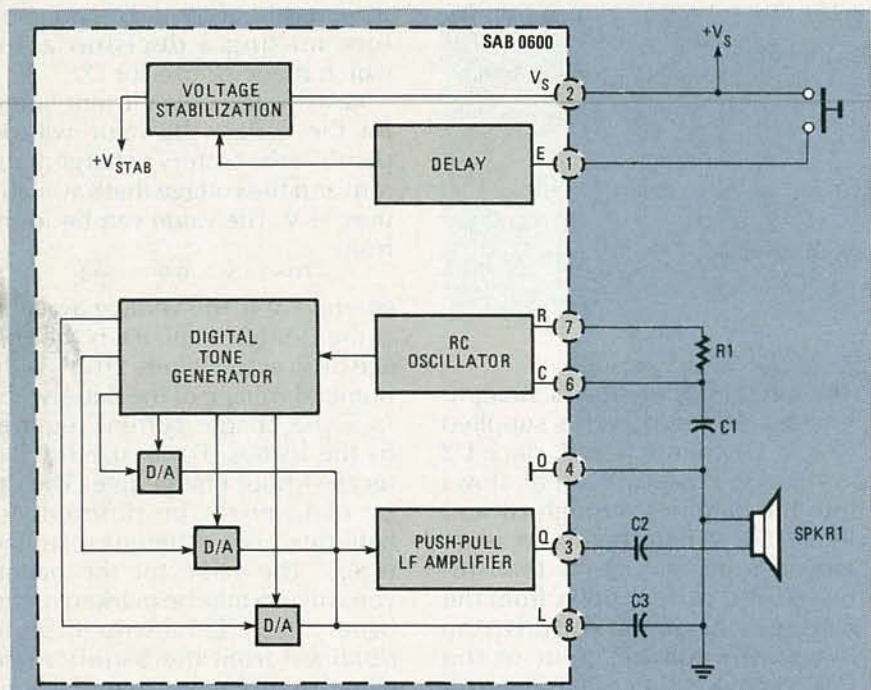 SAB 0600
+VS
VOLTAGE
STABILIZATION
VS
2
+V
STAB
DELAY
E
1
DIGITAL
TONE
GENERATOR
RC
OSCILLATOR
R
7
R1
C
6
C1
O
4
D/A
D/A
PUSH-PULL
LF AMPLIFIER
Q
3
C2
SPKR1
D/A
L
8
C3